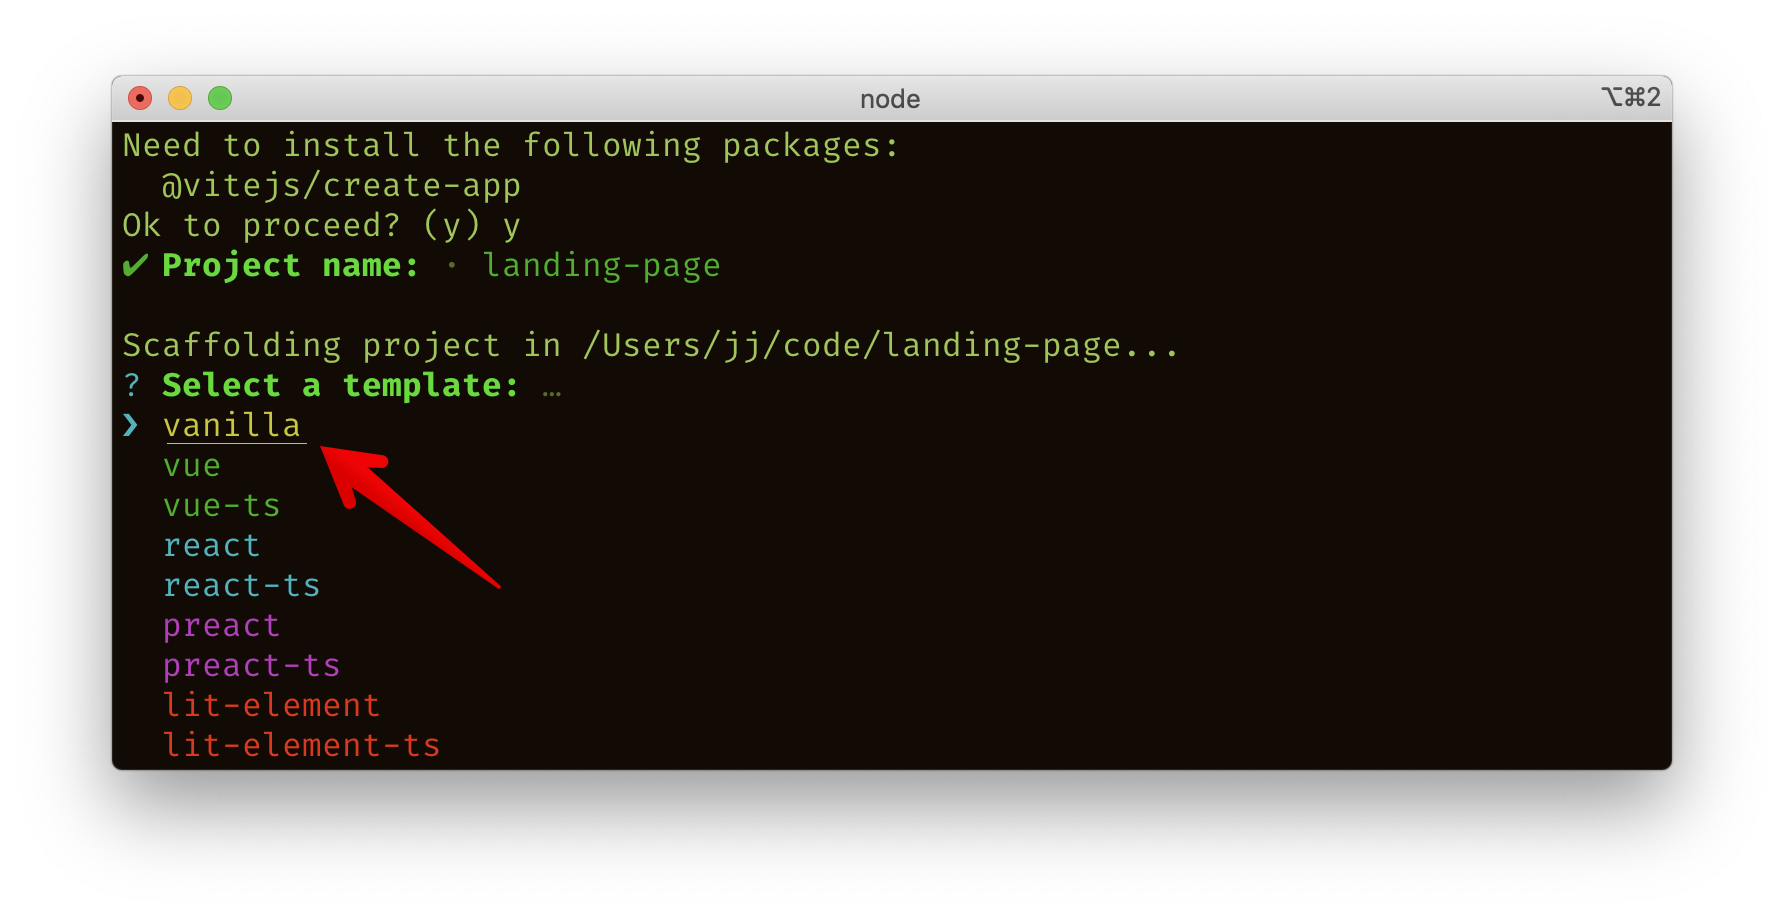 node
⌥⌘2
Need to install the following packages:
  @vitejs/create-app
Ok to proceed? (y) y
✔ Project name: · landing-page
Scaffolding project in /Users/jj/code/landing-page...
? Select a template: …
❯ vanilla
  vue
  vue-ts
  react
  react-ts
  preact
  preact-ts
  lit-element
  lit-element-ts